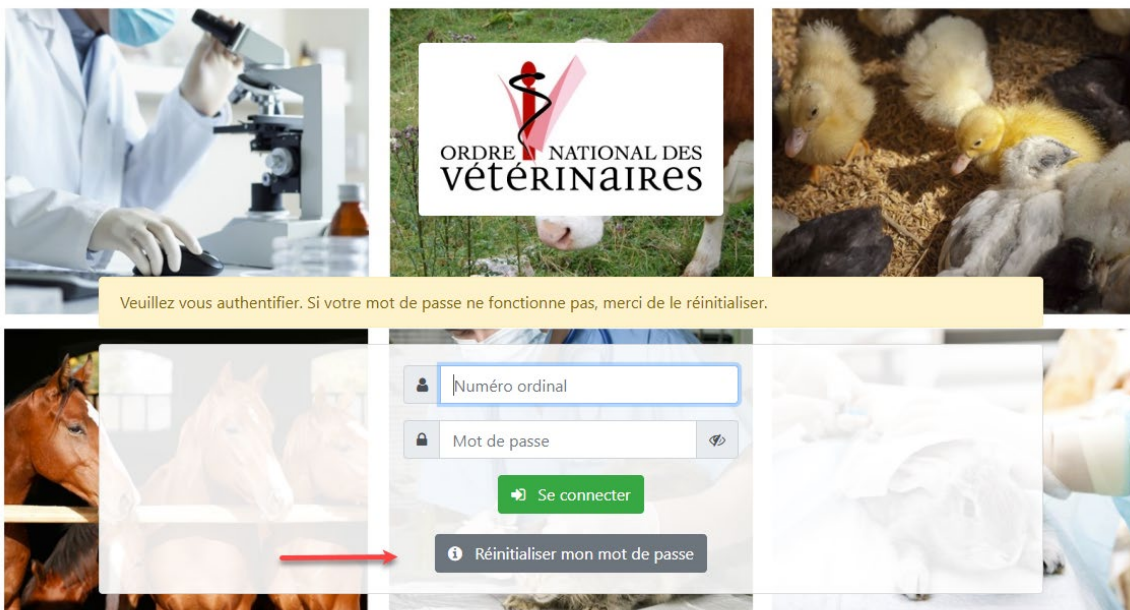 ORDRE NATIONAL DES
VéTéRINaIRes
Veuillez vous authentifier. Si votre mot de passe ne fonctionne pas, merci de le réinitialiser.
Numéro ordinal
Mot de passe
Se connecter
Réinitialiser mon mot de passe